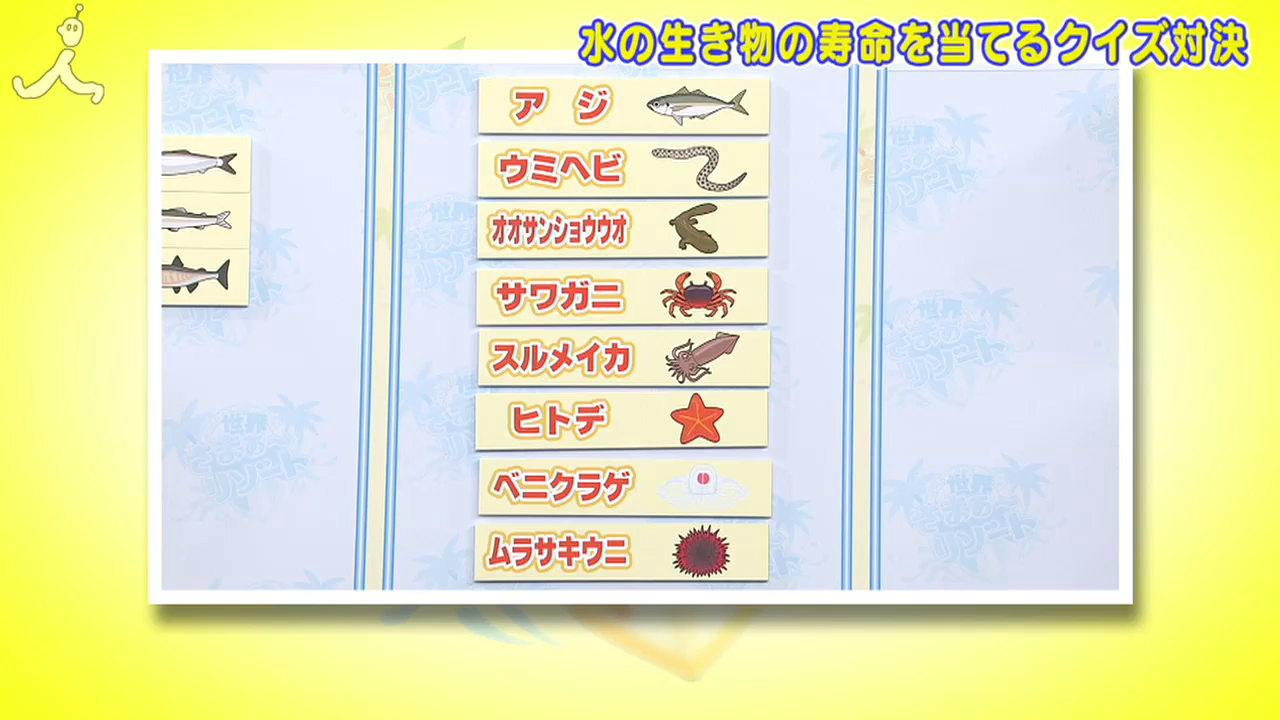 水の生き物の寿命を当てるクイズ対決
ア ジ
ウミヘビ
オオサンショウウオ
サワガニ
スルメイカ
ヒトデ
ベニクラゲ
ムラサキウニ